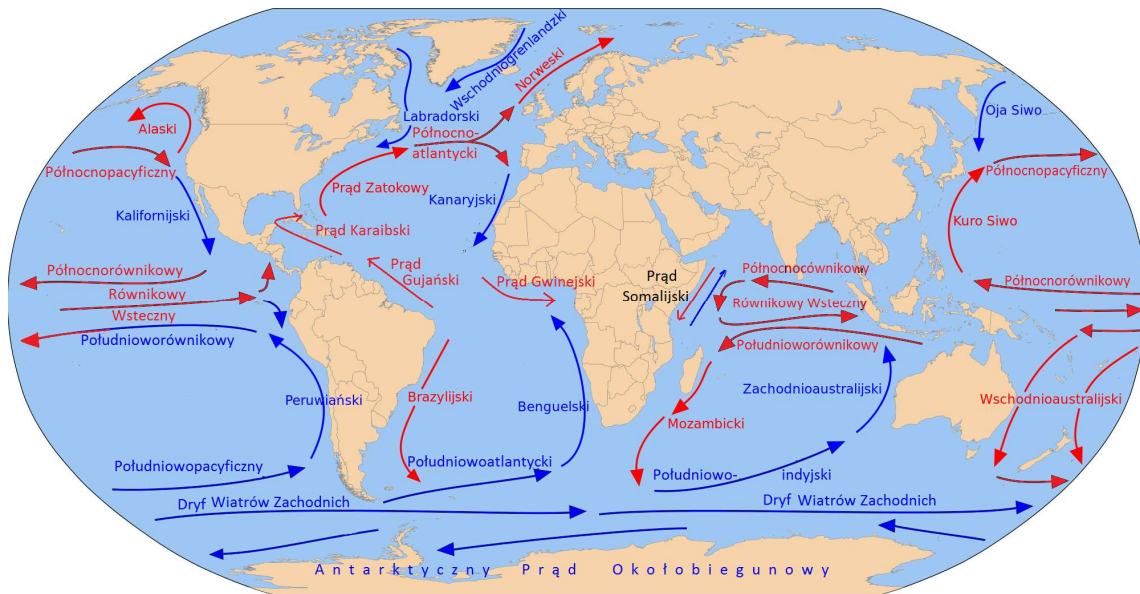 Wschodniogrenlandzki
Norweski
Alaski
Labradorski
Oja Siwo
Północno-
atlantycki
Północnopacyficzny
Północnopacyficzny
Prąd Zatokowy
Kanaryjski
Kalifornijski
Kuro Siwo
Prąd Karaibski
Prąd
Gujański
Prąd Gwinejski
Prąd
Somalijski
Północnorównikowy
Północnocównikowy
Północnorównikowy
Równikowy
Wsteczny
Równikowy Wsteczny
Południoworównikowy
Południoworównikowy
Peruwiański
Brazylijski
Benguelski
Zachodnioaustralijski
Wschodnioaustralijski
Mozambicki
Południowopacyficzny
Południowoatlantycki
Południowo-
indyjski
Dryf Wiatrów Zachodnich
Dryf Wiatrów Zachodnich
Antarktyczny Prąd Okołobiegunowy